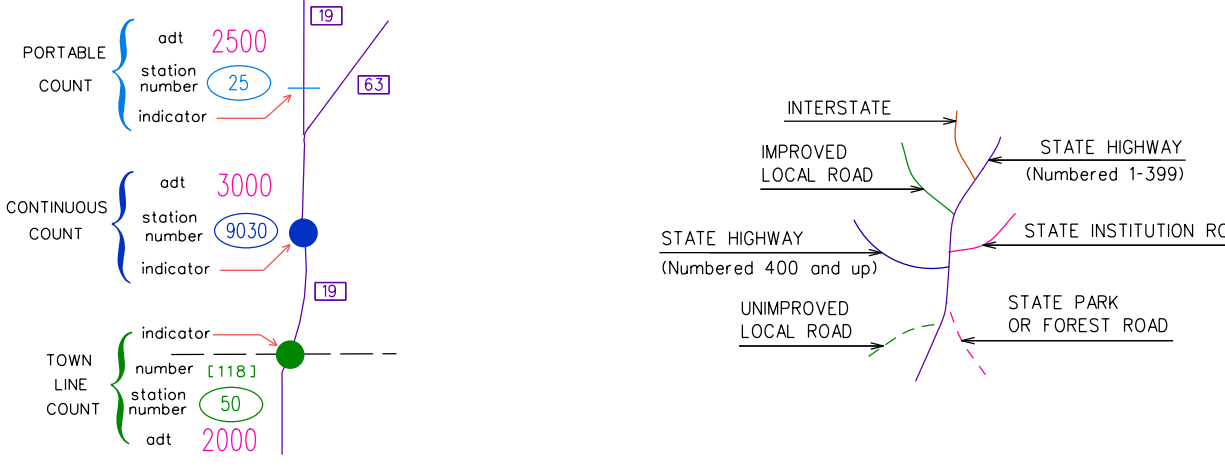 19
PORTABLE
COUNT
adt 2500
station
number 25
indicator
63
CONTINUOUS
COUNT
adt 3000
station
number 9030
indicator
19
TOWN
LINE
COUNT
indicator
number [118]
station
number 50
adt 2000
INTERSTATE
IMPROVED
LOCAL ROAD
STATE HIGHWAY
(Numbered 1-399)
STATE HIGHWAY
(Numbered 400 and up)
STATE INSTITUTION
UNIMPROVED
LOCAL ROAD
STATE PARK
OR FOREST ROAD